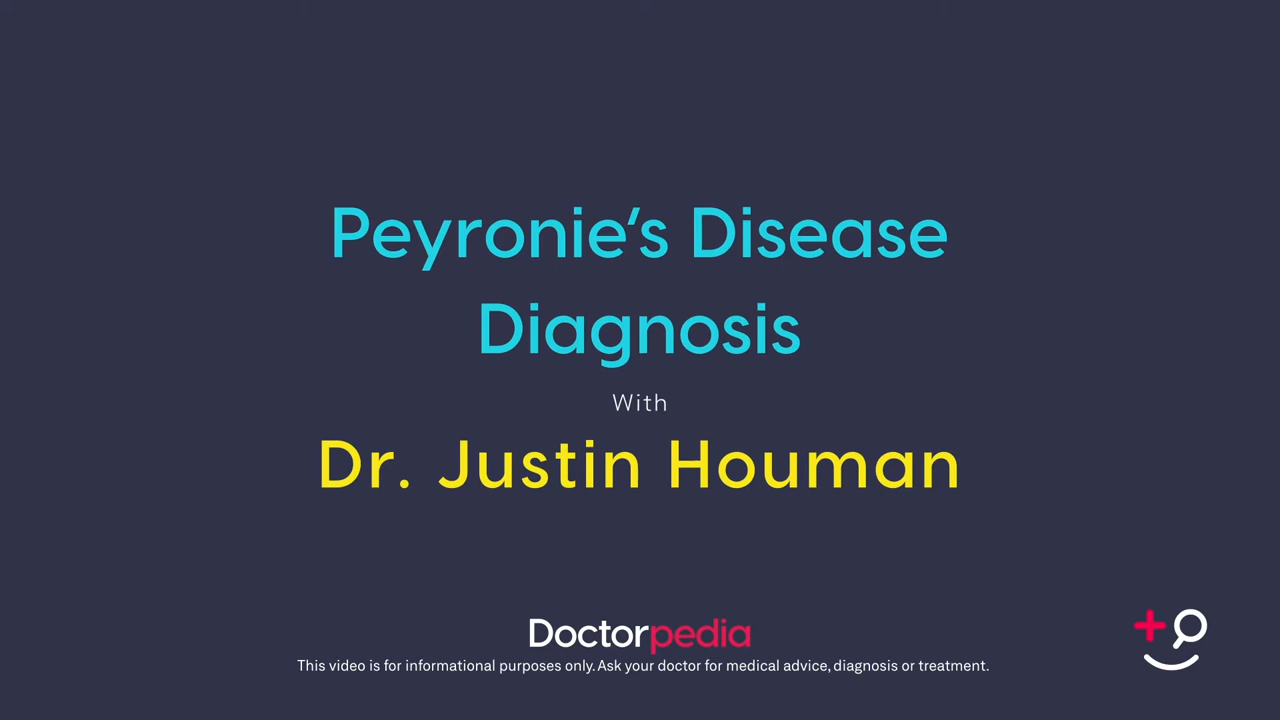 Peyronie’s Disease
Diagnosis
With
Dr. Justin Houman
Doctorpedia
This video is for informational purposes only. Ask your doctor for medical advice, diagnosis or treatment.